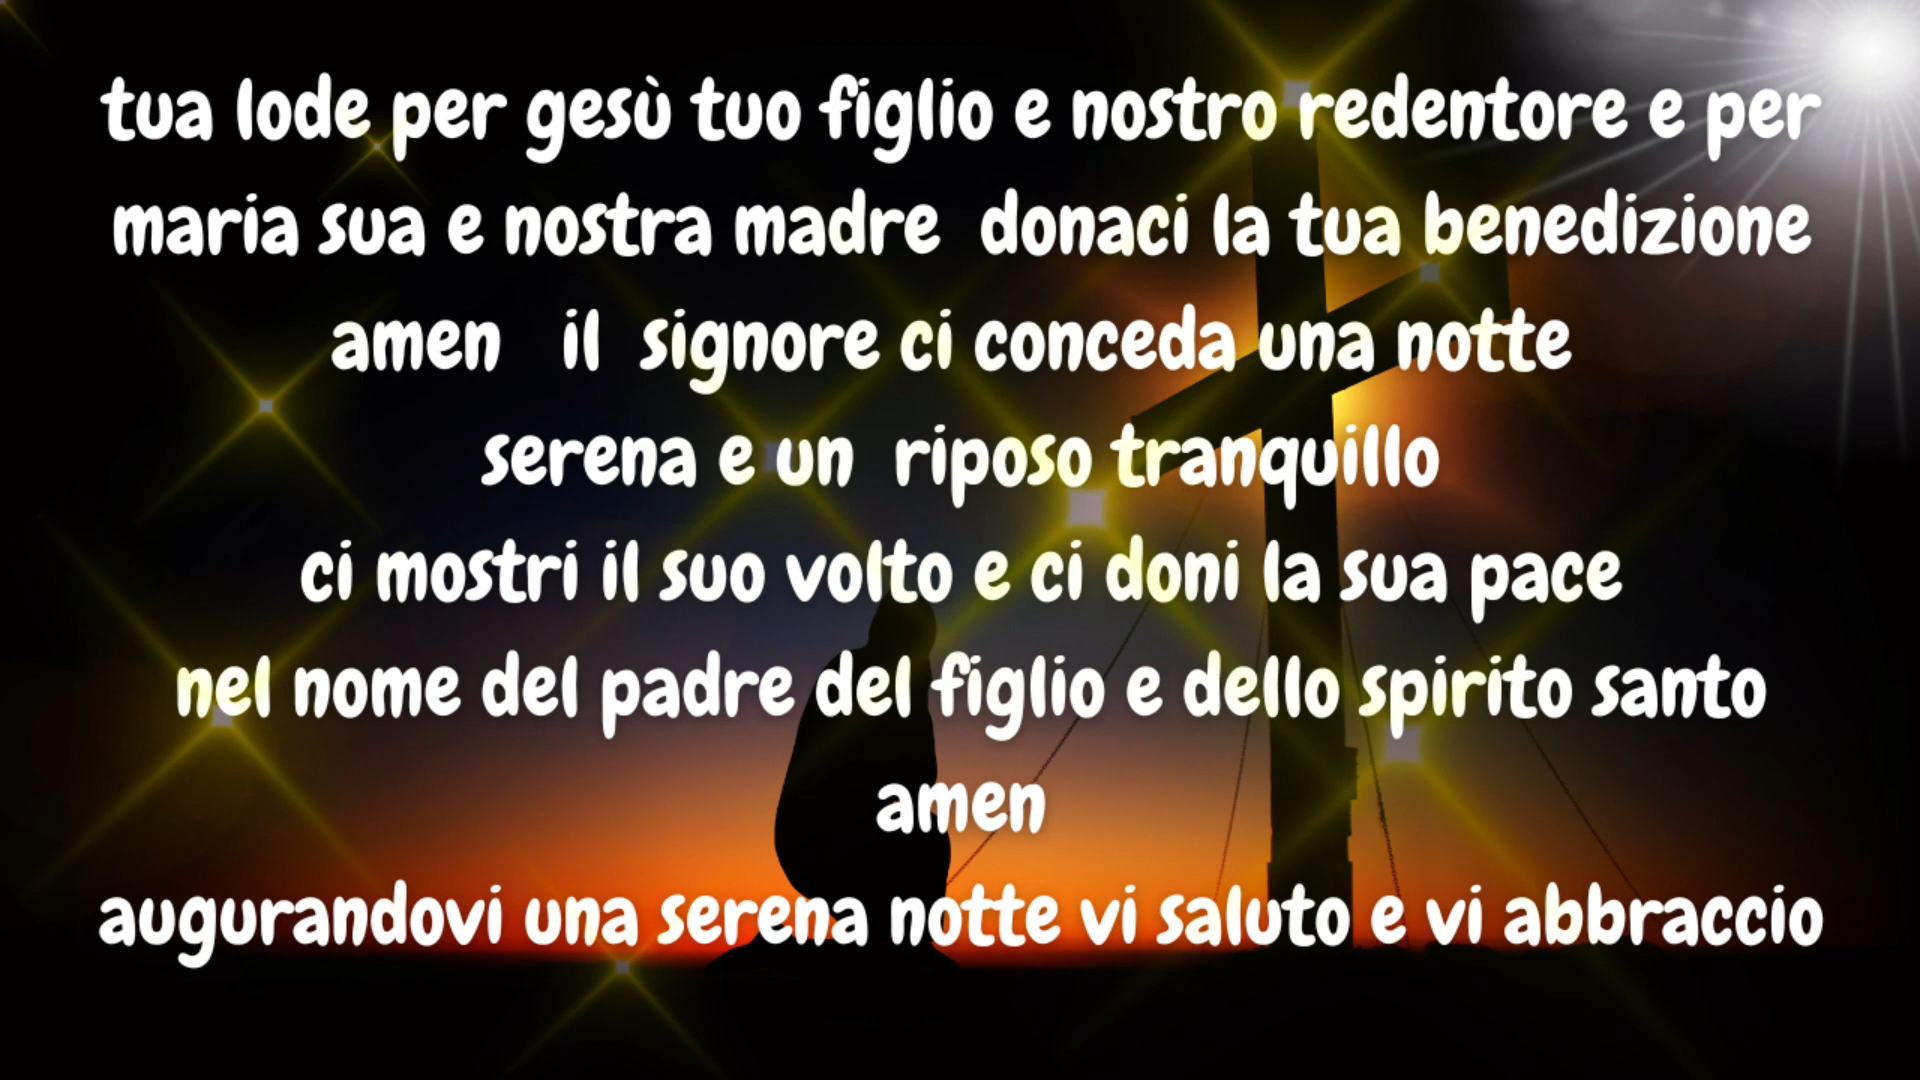 tua lode per gesù tuo figlio e nostro redentore e per
maria sua e nostra madre donaci la tua benedizione
amen il signore ci conceda una notte
serena e un riposo tranquillo
ci mostri il suo volto e ci doni la sua pace
nel nome del padre del figlio e dello spirito santo
amen
augurandovi una serena notte vi saluto e vi abbraccio